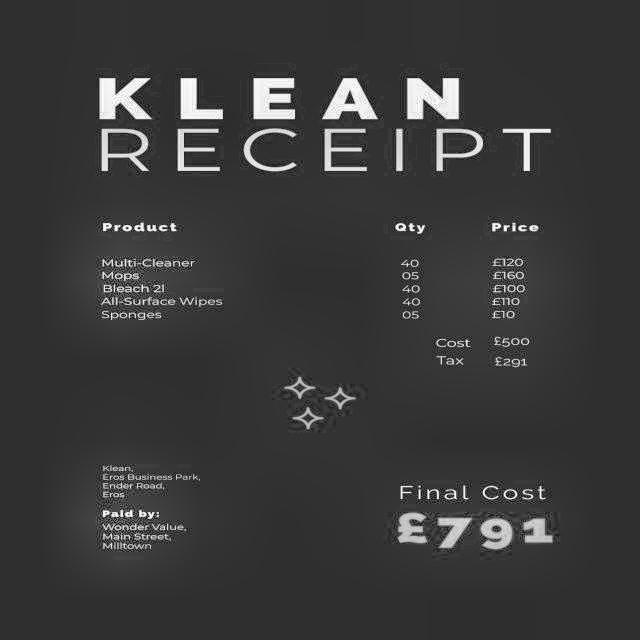 KLEAN
RECEIPT
Product Qty Price
Multi-Cleaner 40 £120
Mops 05 £160
Bleach 2l 40 £100
All-Surface Wipes 40 £110
Sponges 05 £10
Cost £500
Tax £291
Klean,
Eros Business Park,
Ender Road,
Eros
Paid by:
Wonder Value,
Main Street,
Milltown
Final Cost
£791